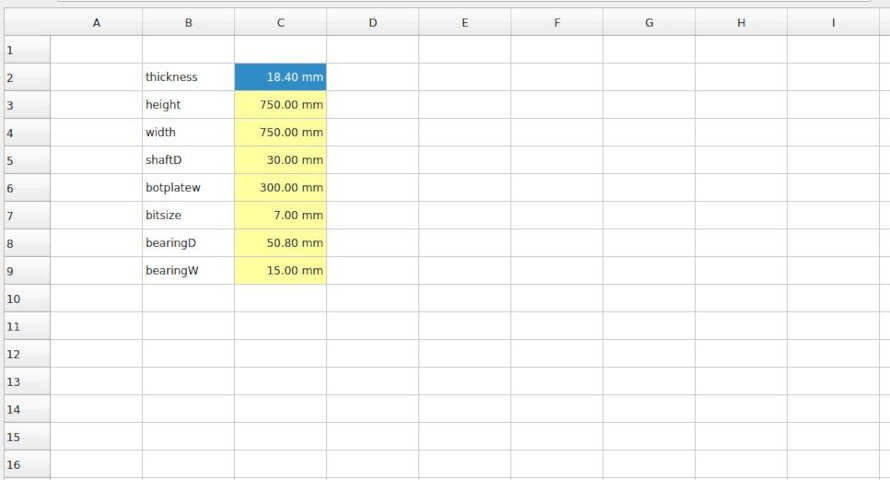 A B C D E F G H I
1
2 thickness 18.40 mm
3 height 750.00 mm
4 width 750.00 mm
5 shaftD 30.00 mm
6 botplatew 300.00 mm
7 bitsize 7.00 mm
8 bearingD 50.80 mm
9 bearingW 15.00 mm
10
11
12
13
14
15
16